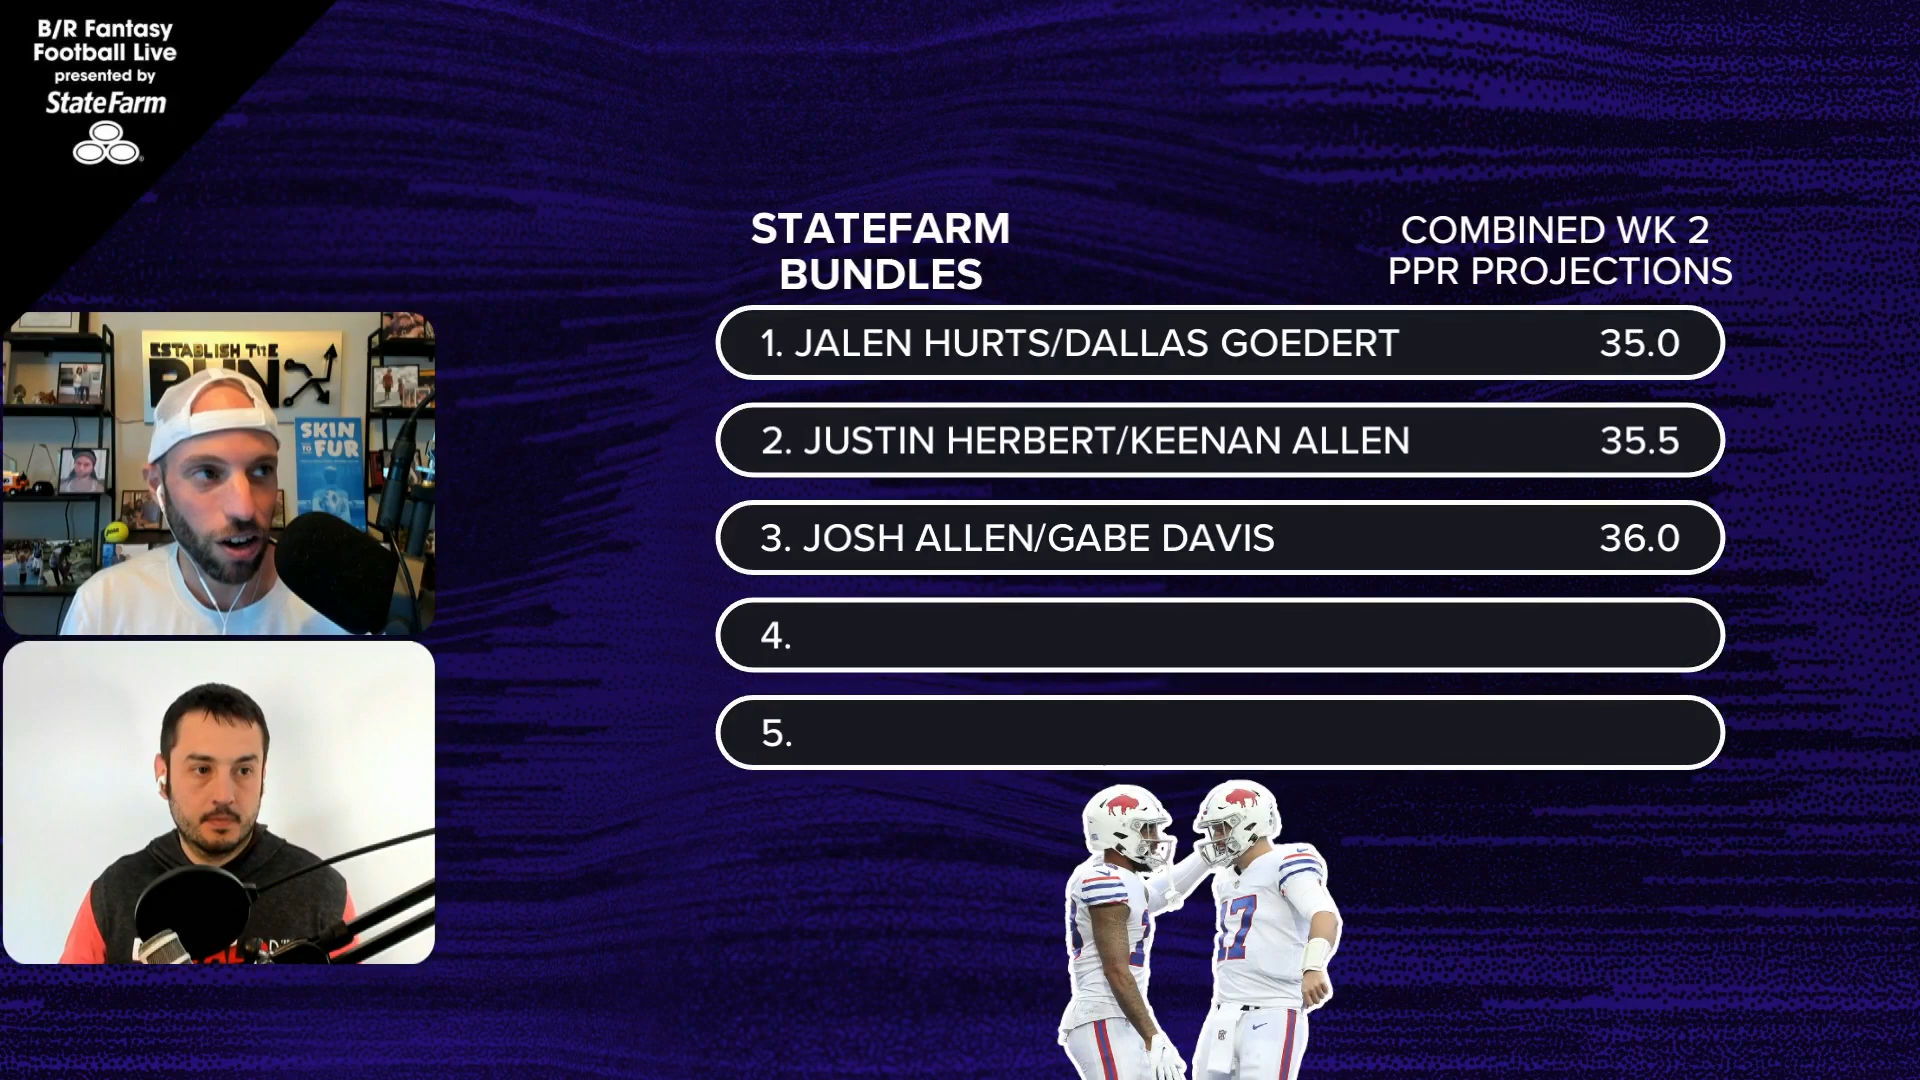 B/R Fantasy
Football Live
presented by
StateFarm
STATEFARM
BUNDLES
COMBINED WK 2
PPR PROJECTIONS
1. JALEN HURTS/DALLAS GOEDERT 35.0
2. JUSTIN HERBERT/KEENAN ALLEN 35.5
3. JOSH ALLEN/GABE DAVIS 36.0
4.
5.
ESTABLISH THE
RUN
SKIN
TO FUR
17